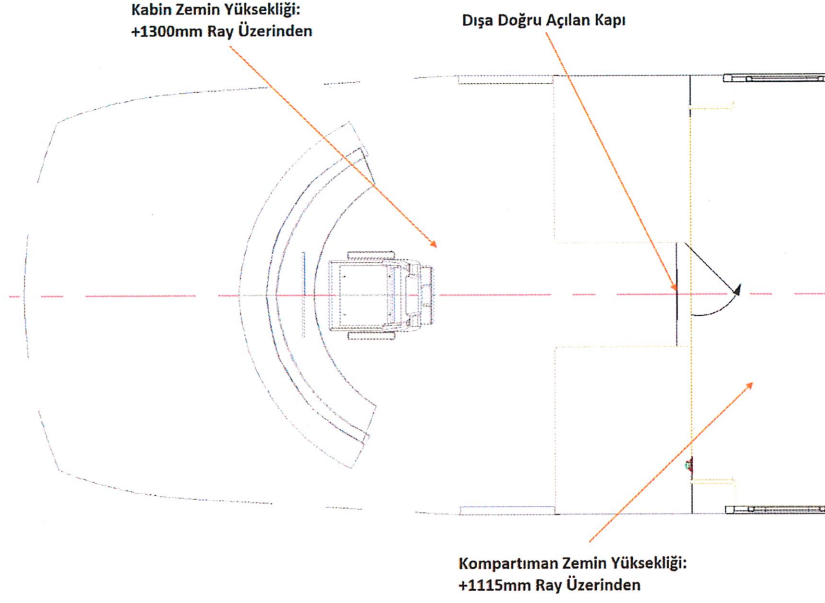 Kabin Zemin Yüksekliği:
+1300mm Ray Üzerinden
Dışa Doğru Açılan Kapı
Kompartıman Zemin Yüksekliği:
+1115mm Ray Üzerinden